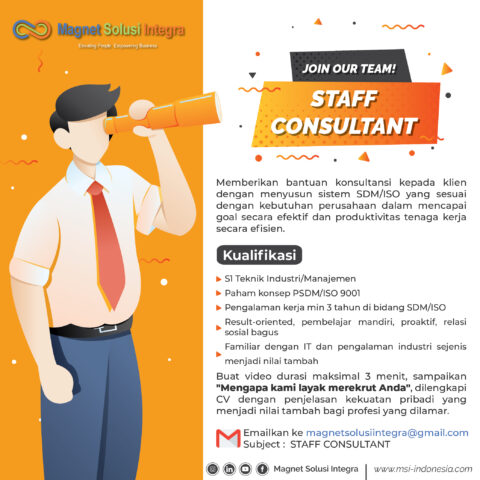 Magnet Solusi Integra
Elevating People, Empowering Business
JOIN OUR TEAM!
STAFF
CONSULTANT
Memberikan bantuan konsultansi kepada klien
dengan menyusun sistem SDM/ISO yang sesuai
dengan kebutuhan perusahaan dalam mencapai
goal secara efektif dan produktivitas tenaga kerja
secara efisien.
Kualifikasi
S1 Teknik Industri/Manajemen
Paham konsep PSDM/ISO 9001
Pengalaman kerja min 3 tahun di bidang SDM/ISO
Result-oriented, pembelajar mandiri, proaktif, relasi
sosial bagus
Familiar dengan IT dan pengalaman industri sejenis
menjadi nilai tambah
Buat video durasi maksimal 3 menit, sampaikan
"Mengapa kami layak merekrut Anda", dilengkapi
CV dengan penjelasan kekuatan pribadi yang
menjadi nilai tambah bagi profesi yang dilamar.
Emailkan ke magnetsolusiintegra@gmail.com
Subject : STAFF CONSULTANT
Magnet Solusi Integra
www.msi-indonesia.com